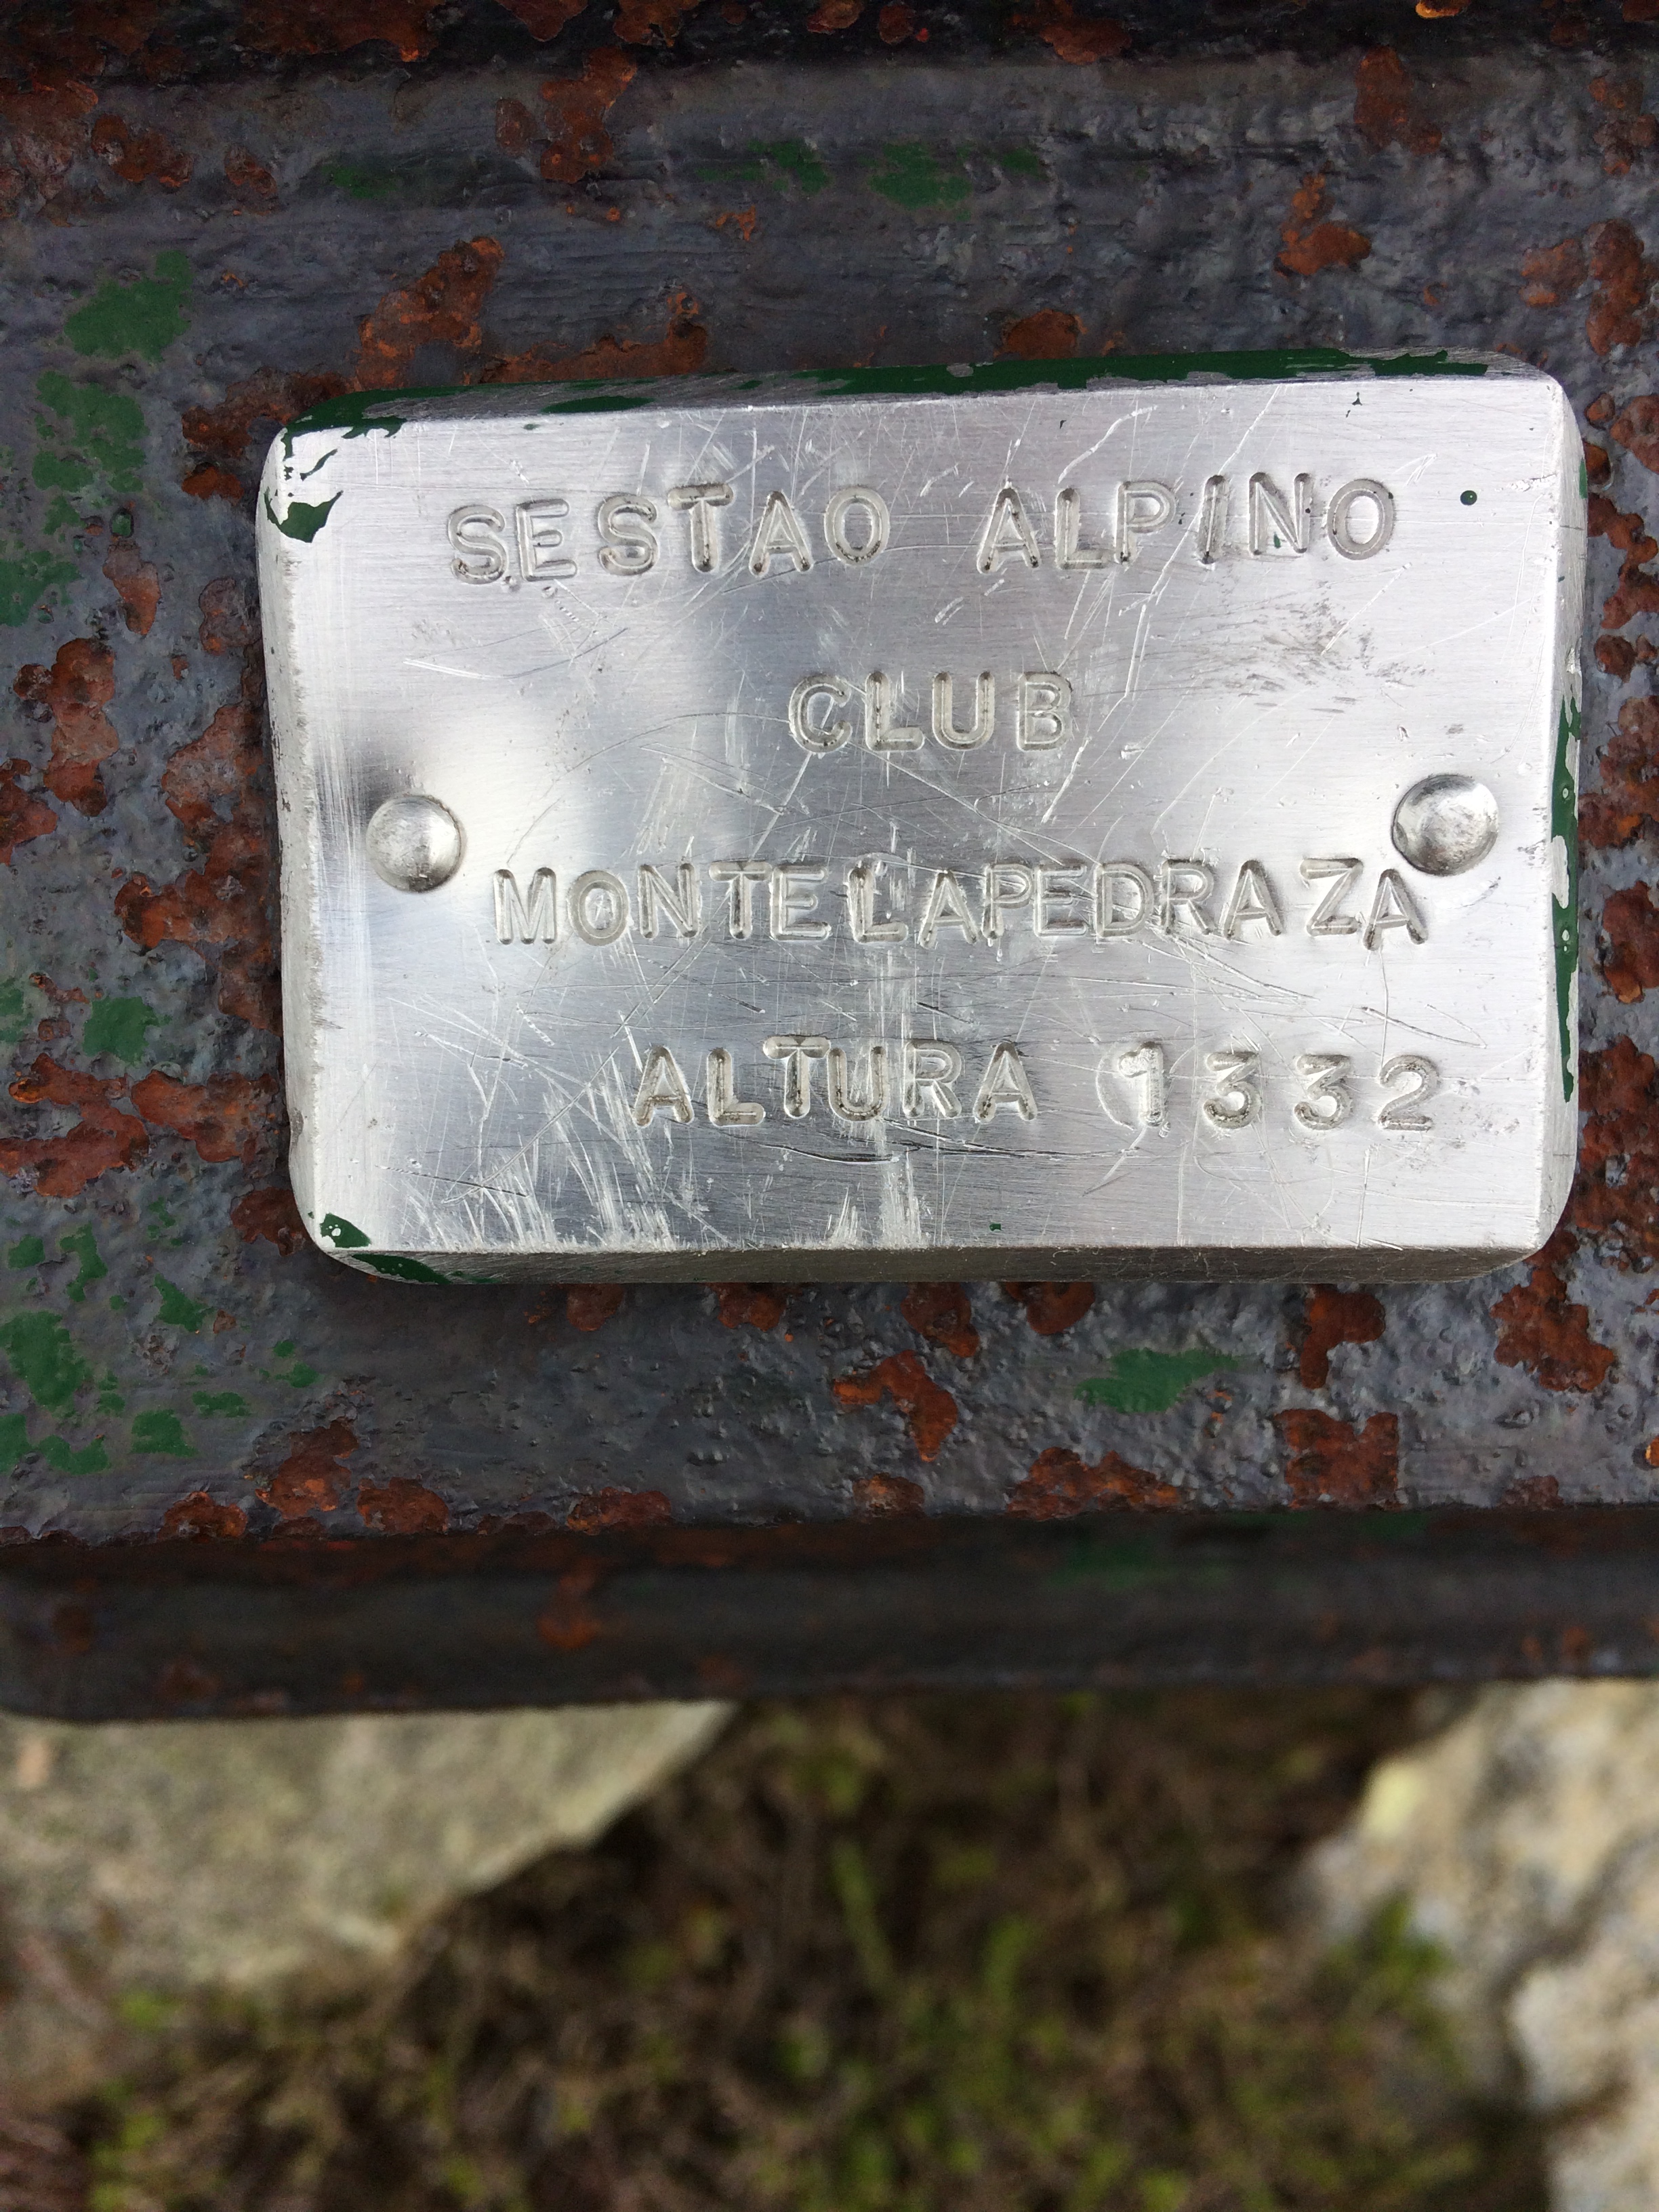 SESTAO ALPINO
CLUB
MONTE LAPEDRAZA
ALTURA 1332